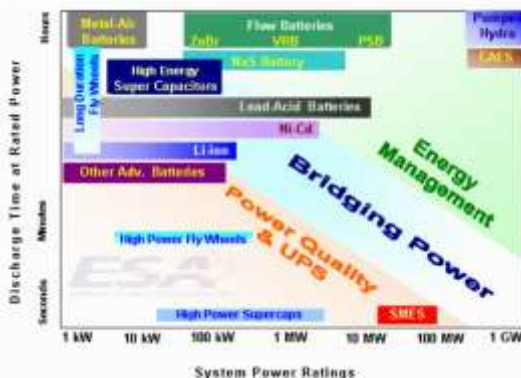 Hours
Minutes
Seconds
Discharge Time at Rated Power
Metal-Air
Batteries
Flow Batteries
ZnBr VRB PSB
Pumped
Hydro
CAES
NaS Battery
Long Duration
Fly Wheels
High Energy
Super Capacitors
Lead-Acid Batteries
Ni-Cd
Li-ion
Other Adv. Batteries
Energy
Management
Bridging Power
Power Quality
& UPS
High Power Fly Wheels
ESA
High Power Supercaps
SMES
1 kW 10 kW 100 kW 1 MW 10 MW 100 MW 1 GW
System Power Ratings